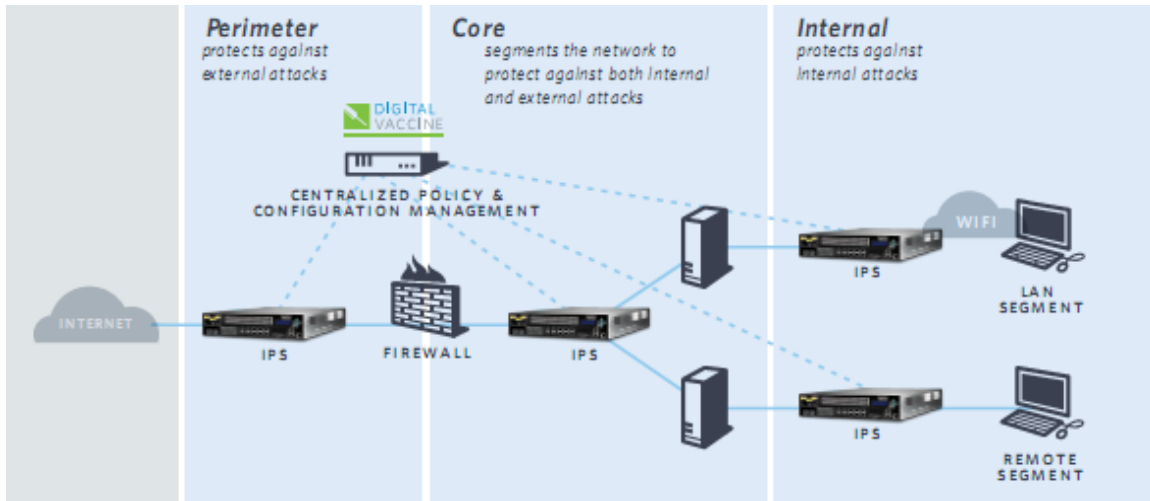 Perimeter
protects against
external attacks
Core
segments the network to
protect against both internal
and external attacks
Internal
protects against
internal attacks
DIGITAL
VACCINE
CENTRALIZED POLICY &
CONFIGURATION MANAGEMENT
INTERNET
IPS
FIREWALL
IPS
WIFI
IPS
LAN
SEGMENT
IPS
REMOTE
SEGMENT